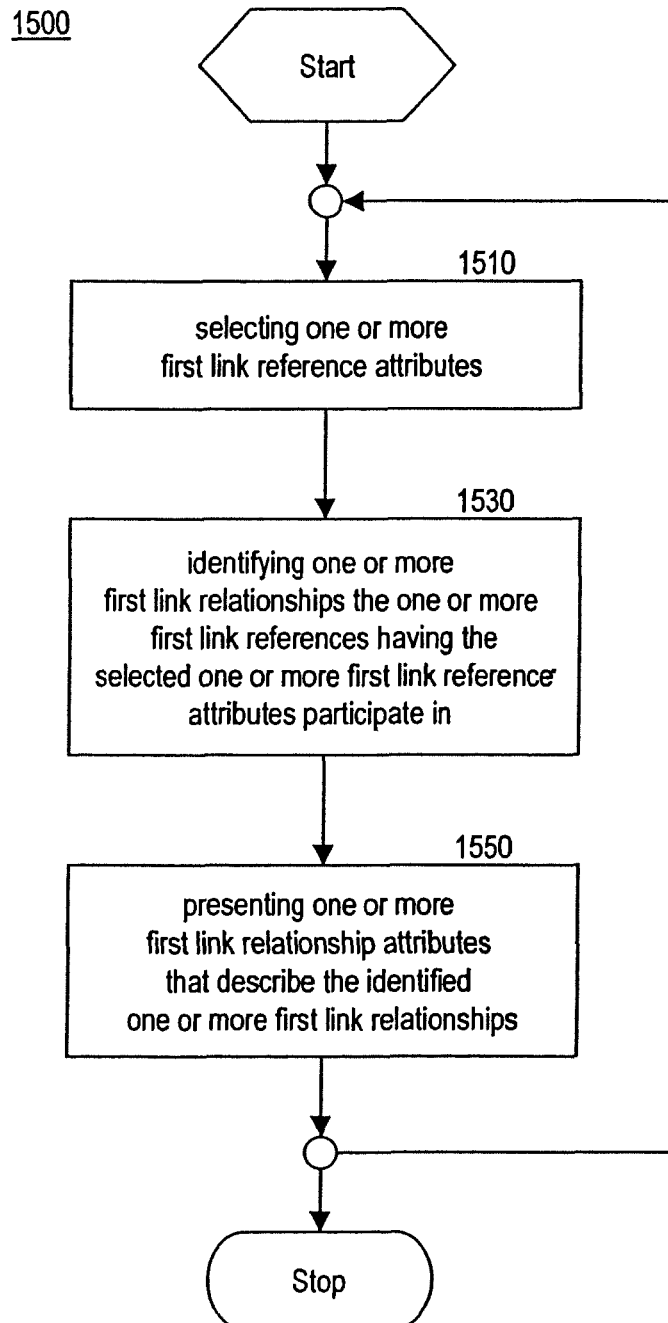 1500
Start
1510
selecting one or more
first link reference attributes
1530
identifying one or more
first link relationships the one or more
first link references having the
selected one or more first link reference
attributes participate in
1550
presenting one or more
first link relationship attributes
that describe the identified
one or more first link relationships
Stop